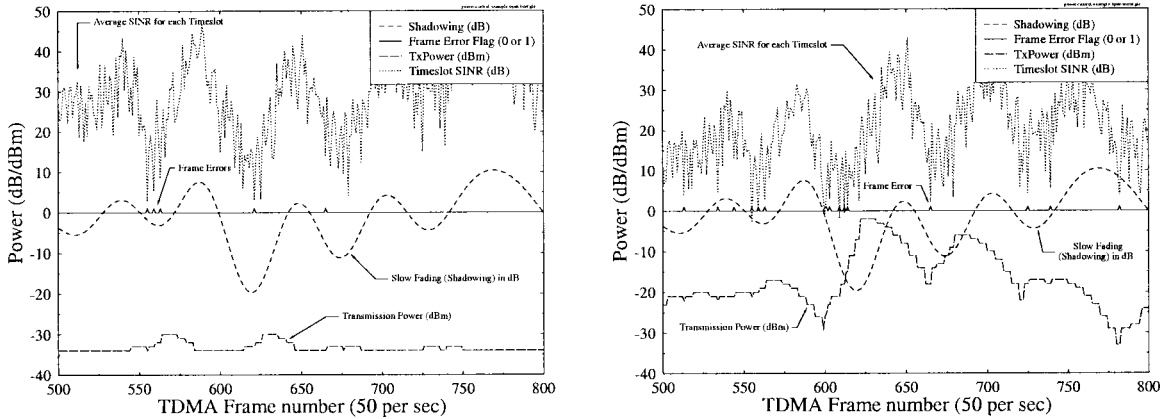 50
40
30
20
10
0
-10
-20
-30
-40
Power (dB/dBm)
Average SINR for each Timeslot
Shadowing (dB)
Frame Error Flag (0 or 1)
TxPower (dBm)
Timeslot SINR (dB)
Frame Errors
Slow Fading (Shadowing) in dB
Transmission Power (dBm)
500 550 600 650 700 750 800
TDMA Frame number (50 per sec)
50
40
30
20
10
0
-10
-20
-30
-40
Power (dB/dBm)
Average SINR for each Timeslot
Shadowing (dB)
Frame Error Flag (0 or 1)
TxPower (dBm)
Timeslot SINR (dB)
Frame Error
Slow Fading
(Shadowing) in dB
Transmission Power (dBm)
500 550 600 650 700 750 800
TDMA Frame number (50 per sec)